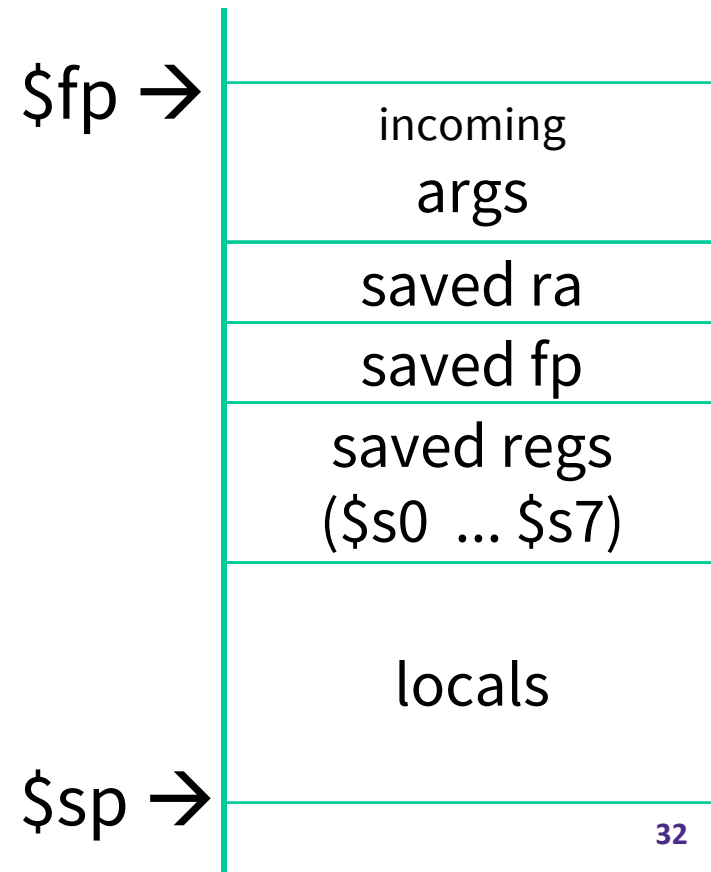 $fp →
incoming
args
saved ra
saved fp
saved regs
($s0 ... $s7)
locals
$sp →
32